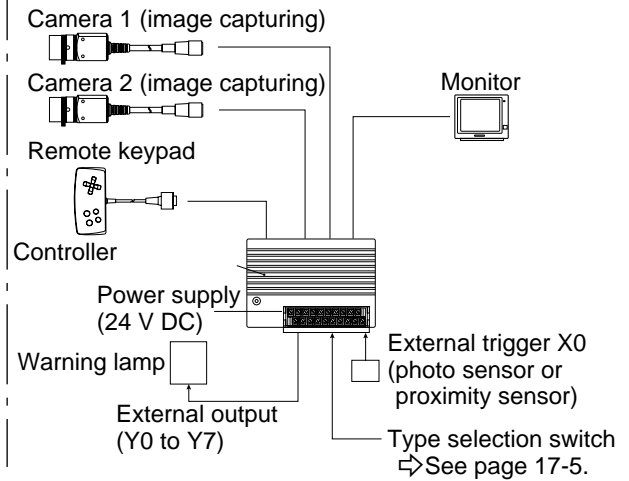 Camera 1 (image capturing)
Camera 2 (image capturing)
Monitor
Remote keypad
Controller
Power supply
(24 V DC)
Warning lamp
External output
(Y0 to Y7)
External trigger X0
(photo sensor or
proximity sensor)
Type selection switch
⇨See page 17-5.